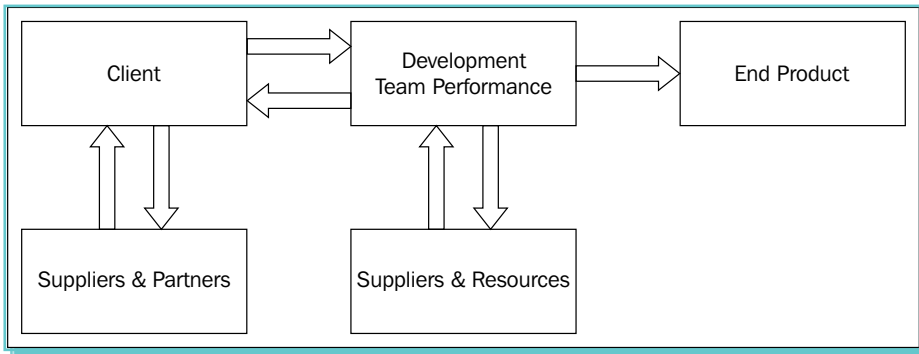 Client
Development
Team Performance
End Product
Suppliers & Partners
Suppliers & Resources